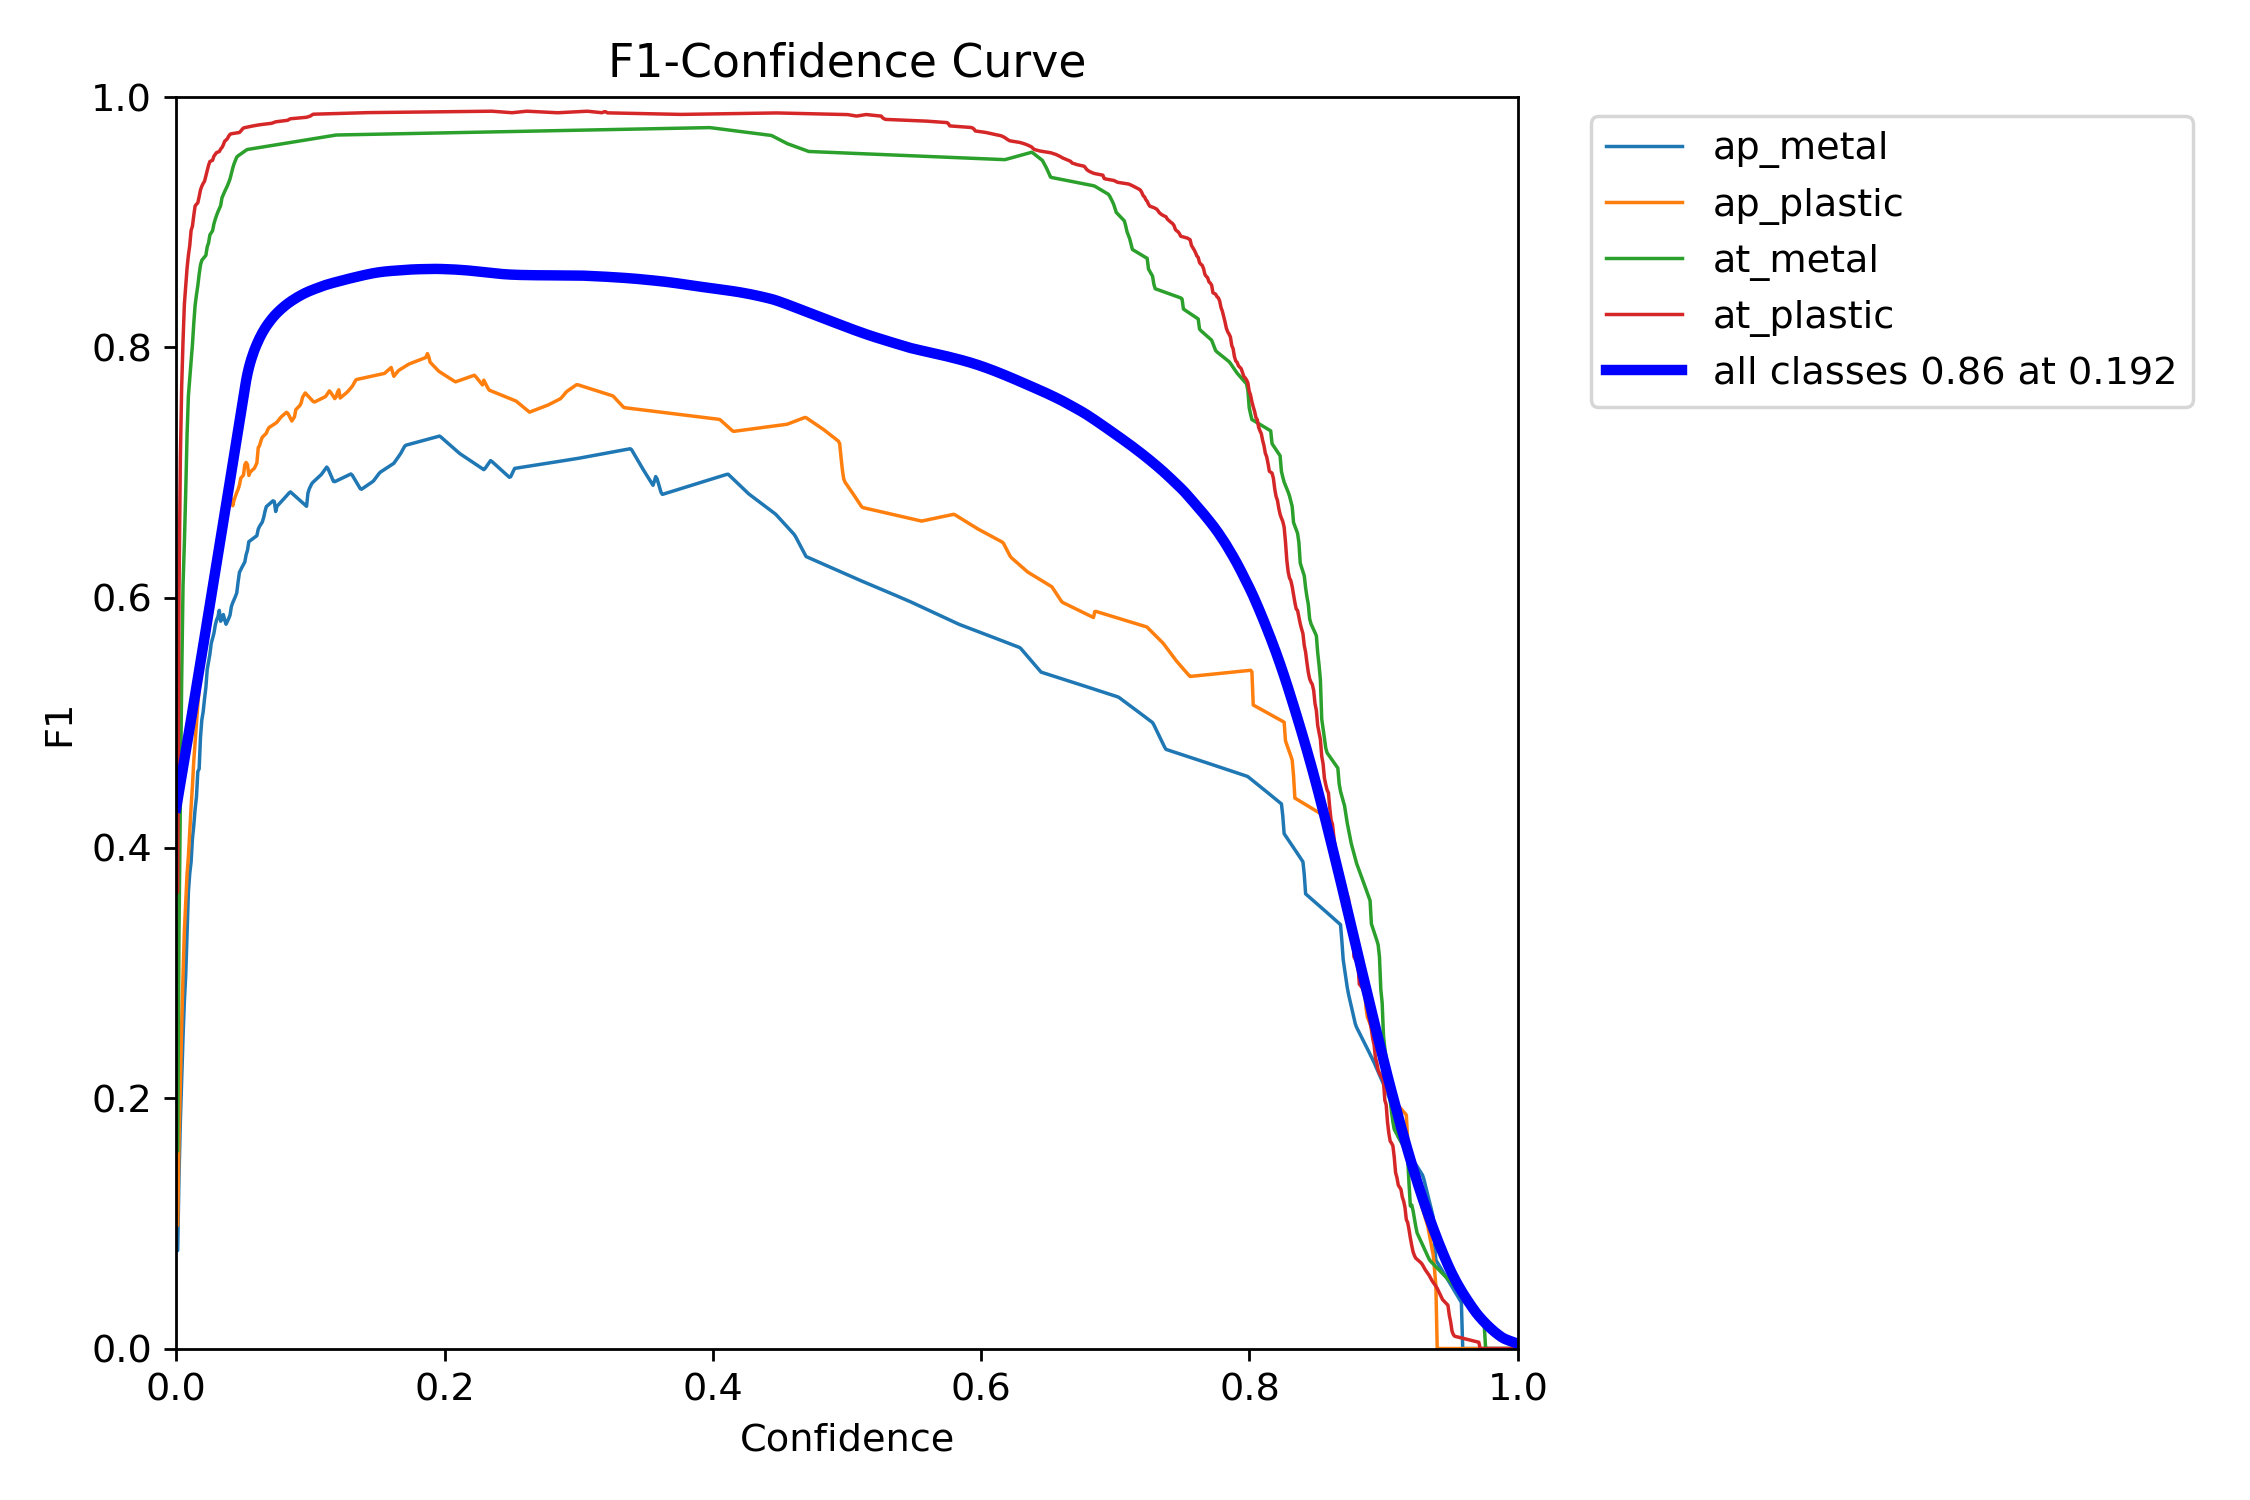 F1-Confidence Curve
1.0
0.8
0.6
0.4
0.2
0.0
F1
0.0 0.2 0.4 0.6 0.8 1.0
Confidence
ap_metal
ap_plastic
at_metal
at_plastic
all classes 0.86 at 0.192